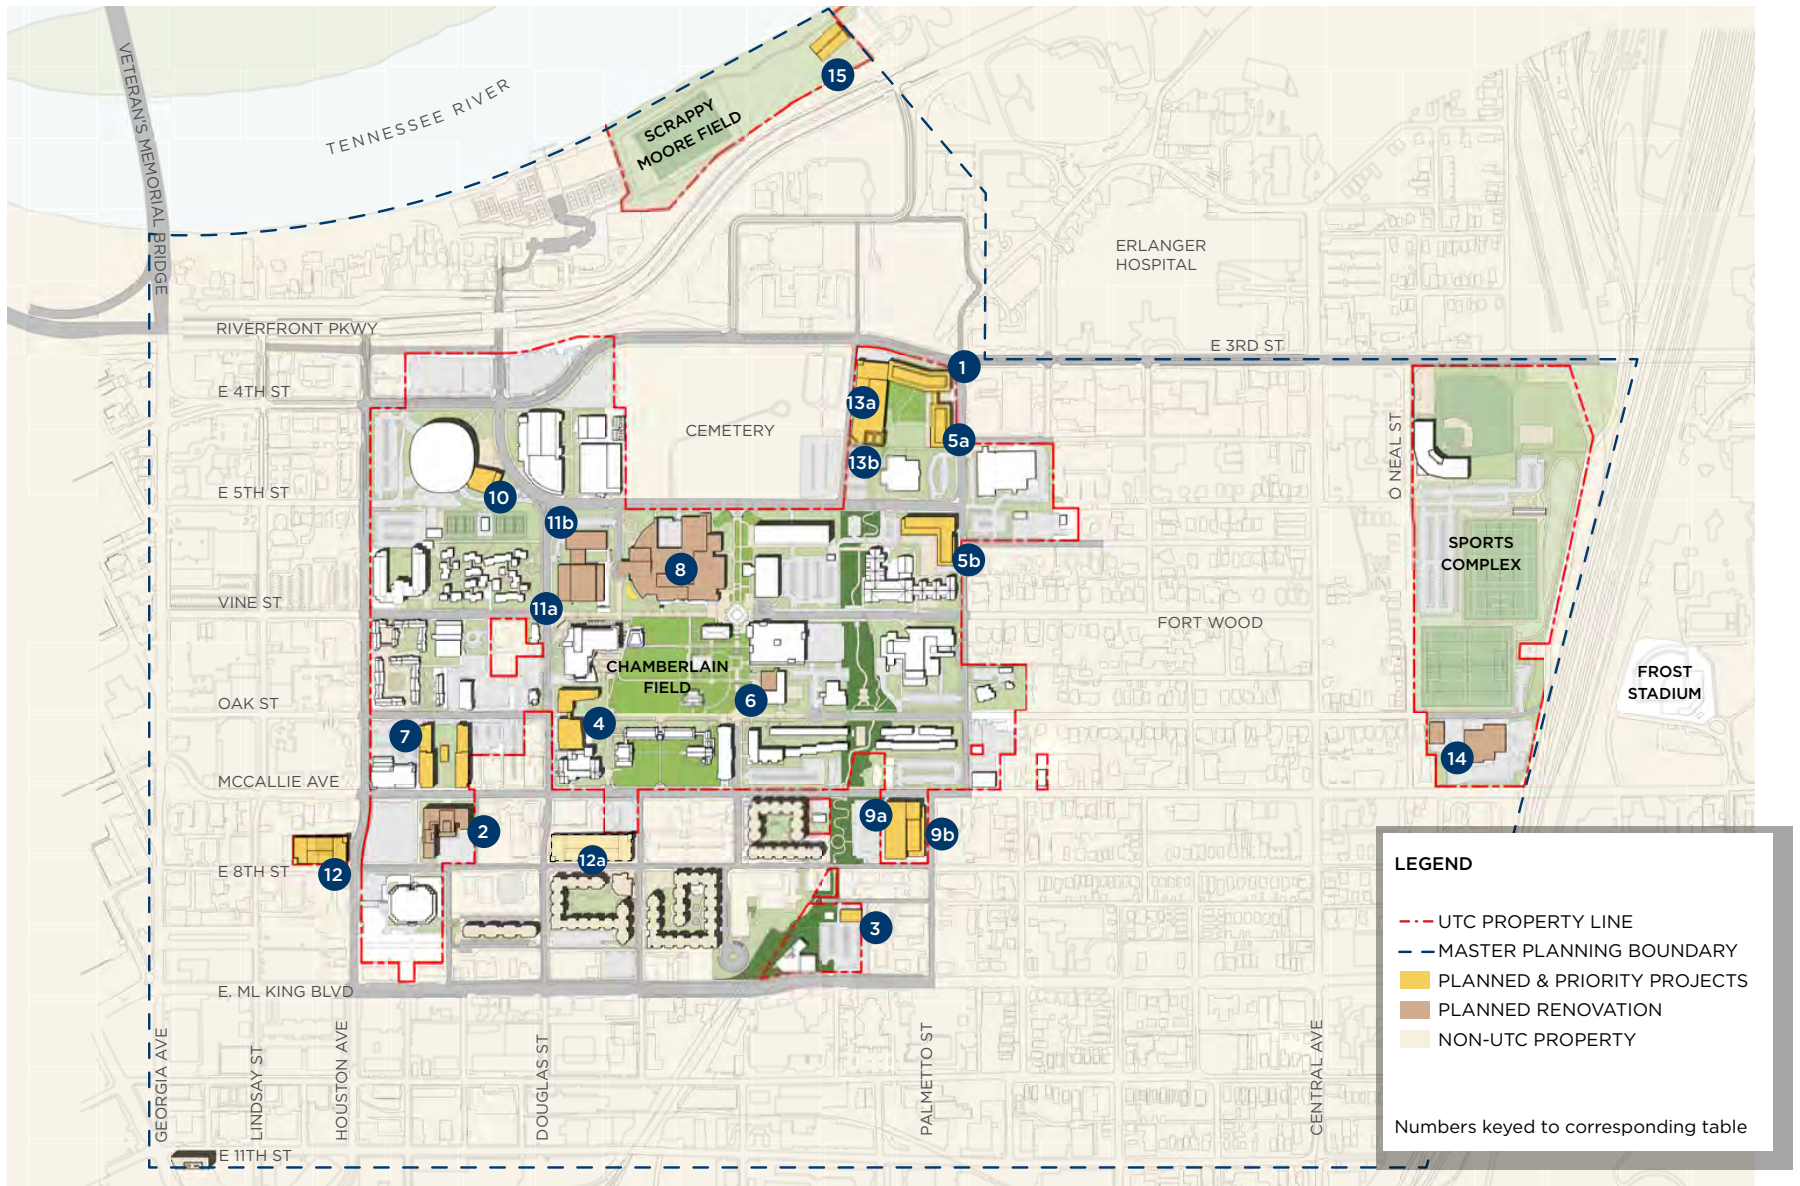 VETERAN'S MEMORIAL BRIDGE
TENNESSEE RIVER
SCRAPPY
MOORE FIELD
15
ERLANGER
HOSPITAL
RIVERFRONT PKWY
E 3RD ST
E 4TH ST
1
13a
CEMETERY
5a
13b
O NEAL ST
E 5TH ST
10
11b
5b
8
SPORTS
COMPLEX
VINE ST
11a
FORT WOOD
CHAMBERLAIN
FIELD
FROST
STADIUM
OAK ST
6
4
7
14
MCCALLIE AVE
9a
2
9b
12a
E 8TH ST
12
3
E. ML KING BLVD
GEORGIA AVE
LINDSAY ST
HOUSTON AVE
DOUGLAS ST
PALMETTO ST
CENTRAL AVE
E 11TH ST
LEGEND
UTC PROPERTY LINE
MASTER PLANNING BOUNDARY
PLANNED & PRIORITY PROJECTS
PLANNED RENOVATION
NON-UTC PROPERTY
Numbers keyed to corresponding table